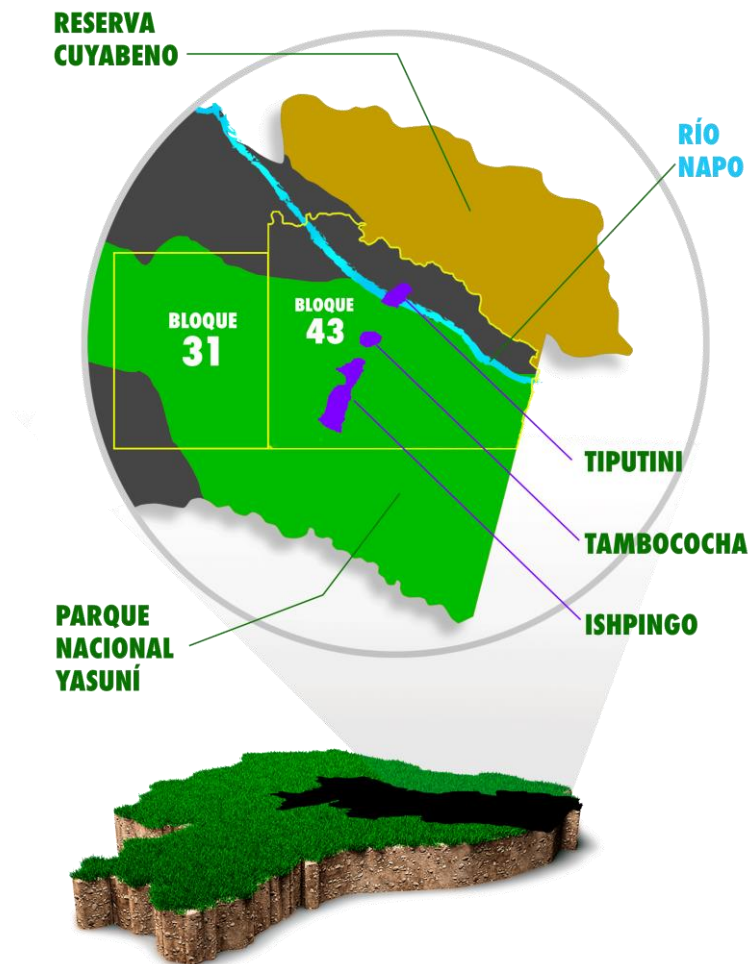 RESERVA
CUYABENO
RÍO
NAPO
BLOQUE
31
BLOQUE
43
TIPUTINI
TAMBOCOCHA
ISHPINGO
PARQUE
NACIONAL
YASUNÍ